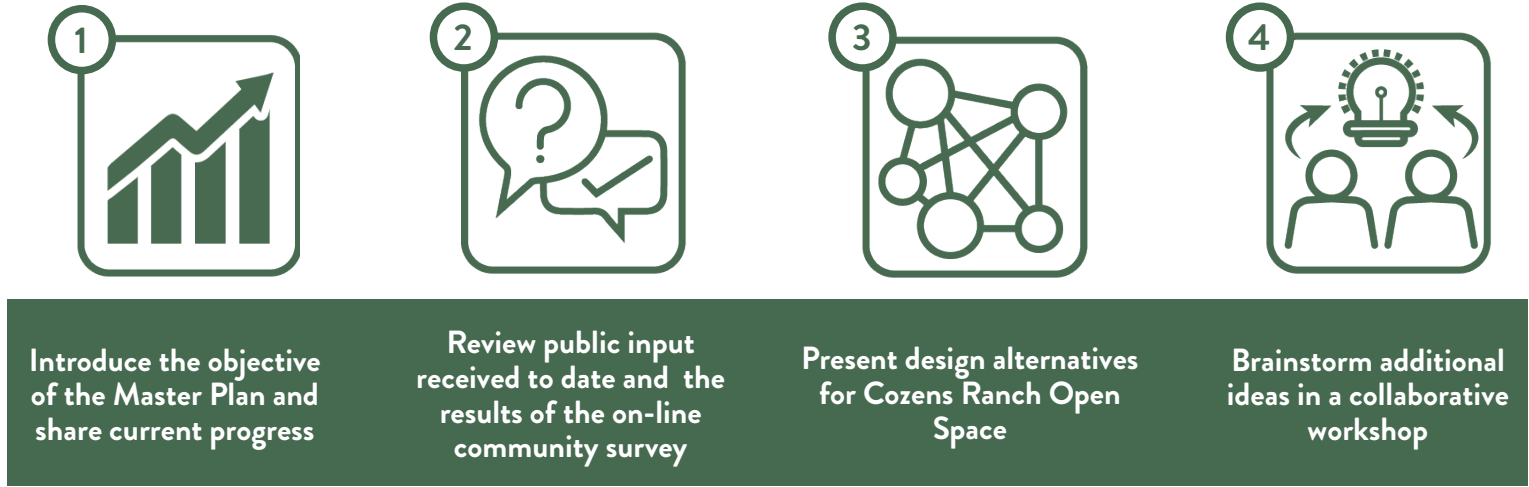 1
2
3
4
Introduce the objective
of the Master Plan and
share current progress
Review public input
received to date and the
results of the on-line
community survey
Present design alternatives
for Cozens Ranch Open
Space
Brainstorm additional
ideas in a collaborative
workshop